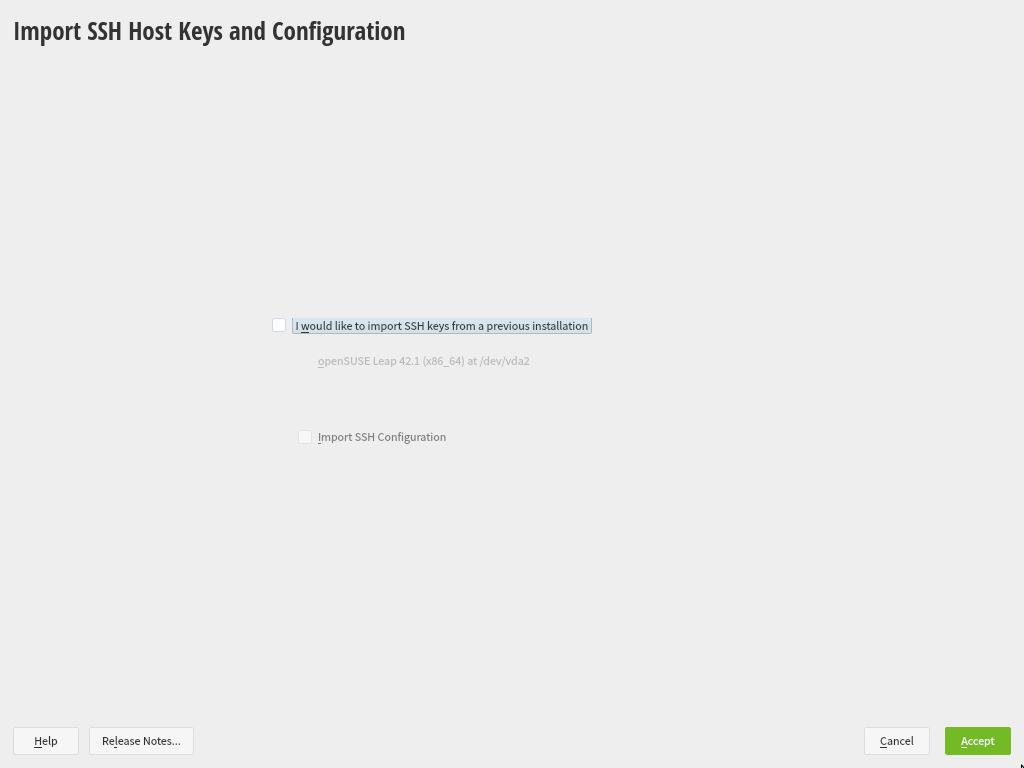 Import SSH Host Keys and Configuration
I would like to import SSH keys from a previous installation
openSUSE Leap 42.1 (x86_64) at /dev/vda2
Import SSH Configuration
Help
Release Notes...
Cancel
Accept